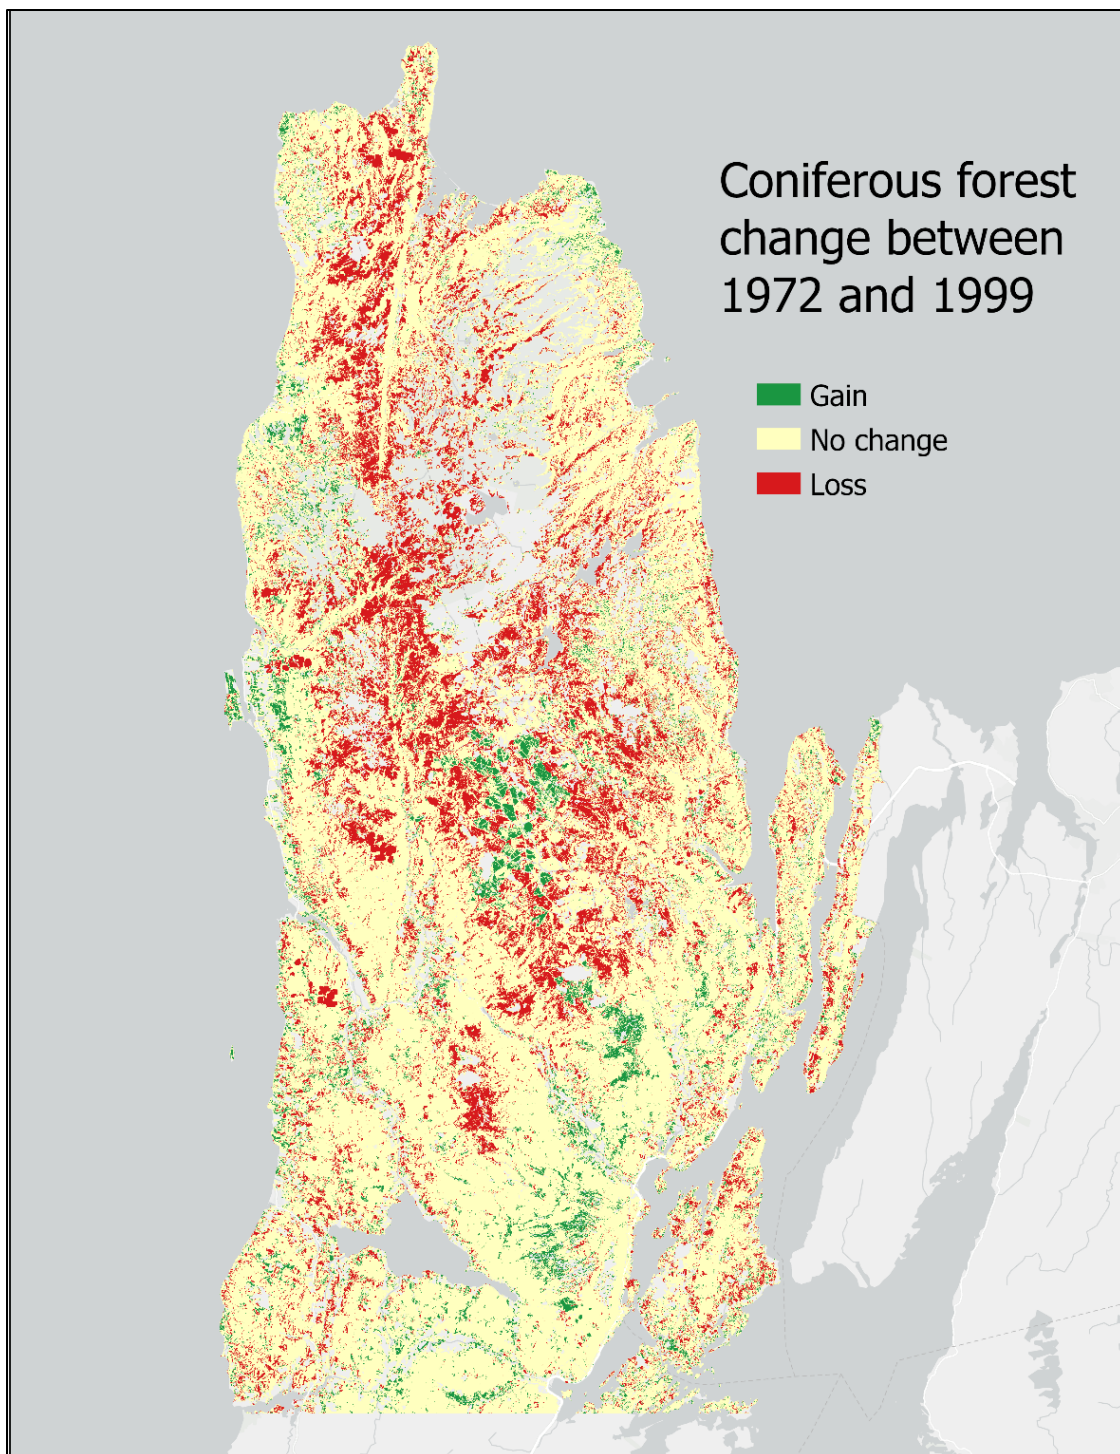 Coniferous forest
change between
1972 and 1999
Gain
No change
Loss